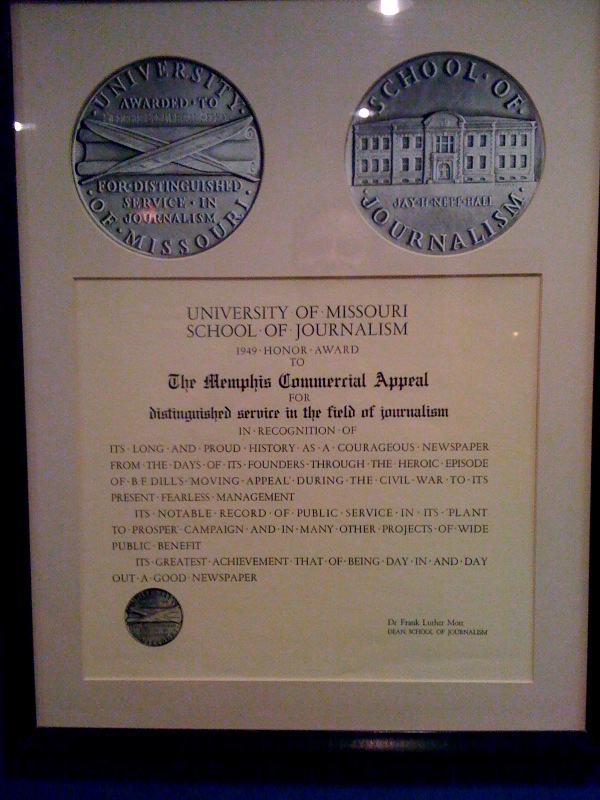 UNIVERSITY
AWARDED·TO
FOR·DISTINGUISHED
SERVICE·IN
JOURNALISM
·OF·MISSOURI·
SCHOOL·OF·
JAY·H·NEFF·HALL
JOURNALISM·
UNIVERSITY·OF·MISSOURI
SCHOOL·OF·JOURNALISM
1949·HONOR·AWARD
TO
The Memphis Commercial Appeal
FOR
distinguished service in the field of journalism
IN·RECOGNITION·OF
ITS·LONG·AND·PROUD·HISTORY·AS·A·COURAGEOUS·NEWSPAPER
FROM·THE·DAYS·OF·ITS·FOUNDERS·THROUGH·THE·HEROIC·EPISODE
OF·B·F·DILL'S·'MOVING·APPEAL'·DURING·THE·CIVIL·WAR·TO·ITS
PRESENT·FEARLESS·MANAGEMENT
ITS·NOTABLE·RECORD·OF·PUBLIC·SERVICE·IN·ITS·'PLANT
TO·PROSPER'·CAMPAIGN·AND·IN·MANY·OTHER·PROJECTS·OF·WIDE
PUBLIC·BENEFIT
ITS·GREATEST·ACHIEVEMENT·THAT·OF·BEING·DAY·IN·AND·DAY
OUT·A·GOOD·NEWSPAPER
Dr Frank Luther Mott
DEAN, SCHOOL OF JOURNALISM